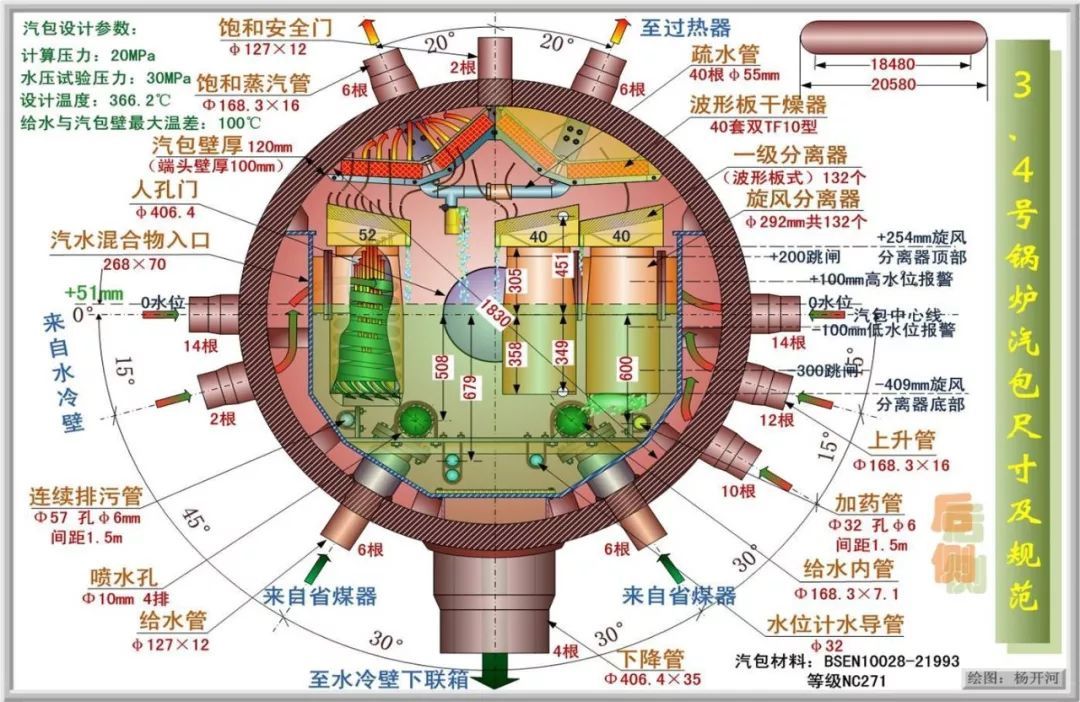 汽包设计参数：
计算压力：20MPa
水压试验压力：30MPa
设计温度：366.2℃
给水与汽包壁最大温差：100℃
饱和安全门
φ127×12
2根
饱和蒸汽管
Φ168.3×16
6根
20°
20°
6根
至过热器
疏水管
40根 φ55mm
18480
20580
波形板干燥器
40套双TF10型
汽包壁厚120mm
（端头壁厚100mm）
一级分离器
（波形板式）132个
人孔门
φ406.4
旋风分离器
φ292mm共132个
汽水混合物入口
268×70
52
40
40
+254mm旋风
分离器顶部
+200跳闸
+100mm高水位报警
305
451
+51mm
0水位
0°
14根
1830
0水位
汽包中心线
-100mm低水位报警
14根
来自水冷壁
15°
5°
358
349
508
679
600
-300跳闸
-409mm旋风
分离器底部
2根
12根
上升管
Φ168.3×16
15°
10根
连续排污管
Φ57 孔φ6mm
间距1.5m
45°
加药管
Φ32 孔φ6
间距1.5m
后侧
喷水孔
Φ10mm 4排
6根
6根
30°
给水内管
Φ168.3×7.1
来自省煤器
来自省煤器
给水管
Φ127×12
水位计水导管
φ32
30°
30°
4根
下降管
Φ406.4×35
至水冷壁下联箱
汽包材料：BSEN10028-21993
等级NC271
3、4号锅炉汽包尺寸及规范
绘图：杨开河